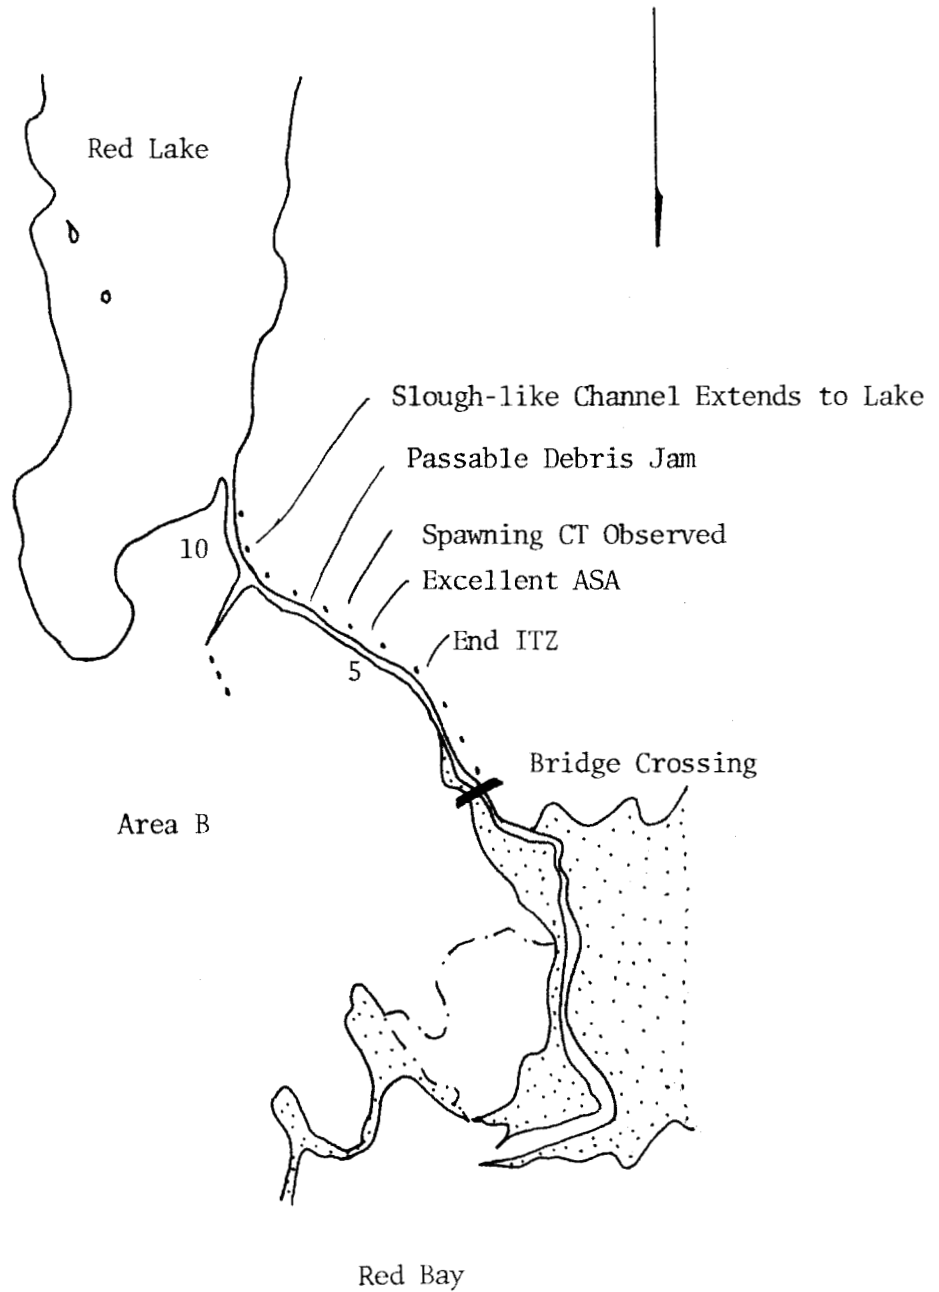 Red Lake
Slough-like Channel Extends to Lake
Passable Debris Jam
Spawning CT Observed
10
Excellent ASA
End ITZ
5
Bridge Crossing
Area B
Red Bay